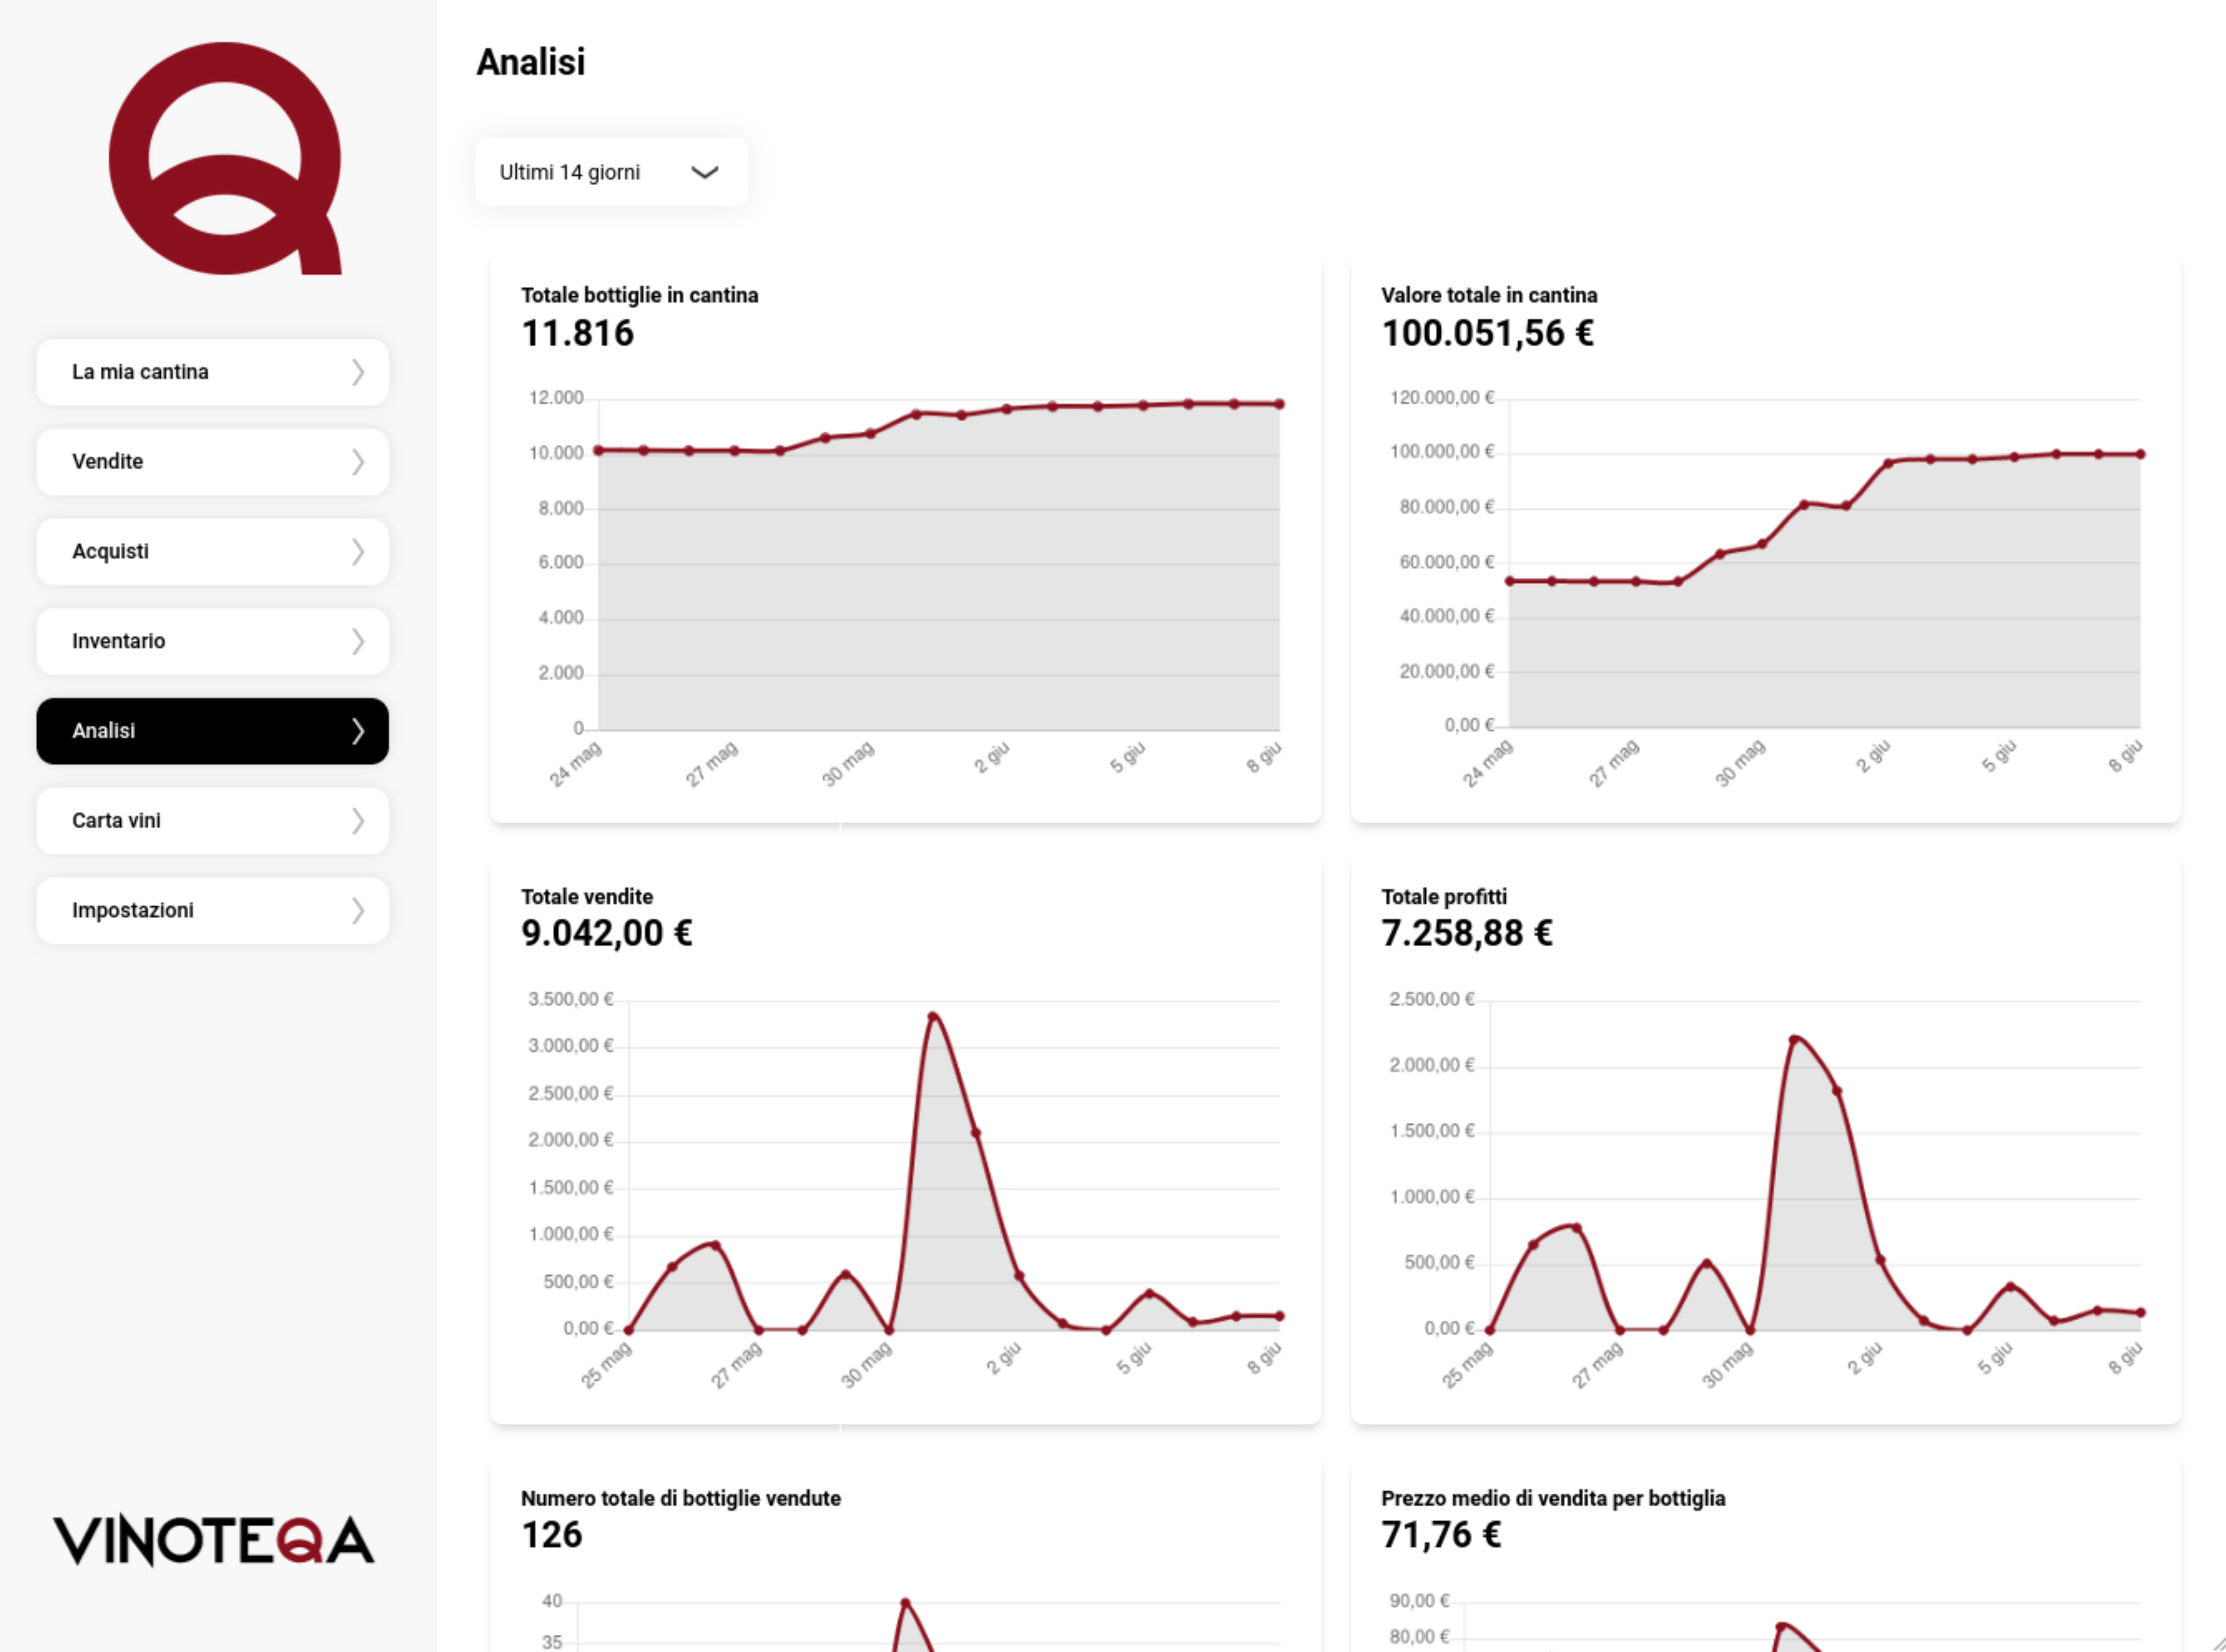 Analisi
Ultimi 14 giorni
La mia cantina
Vendite
Acquisti
Inventario
Analisi
Carta vini
Impostazioni
VINOTEQA
Totale bottiglie in cantina
11.816
12.000
10.000
8.000
6.000
4.000
2.000
0
24 mag
27 mag
30 mag
2 giu
5 giu
8 giu
Valore totale in cantina
100.051,56 €
120.000,00 €
100.000,00 €
80.000,00 €
60.000,00 €
40.000,00 €
20.000,00 €
0,00 €
24 mag
27 mag
30 mag
2 giu
5 giu
8 giu
Totale vendite
9.042,00 €
3.500,00 €
3.000,00 €
2.500,00 €
2.000,00 €
1.500,00 €
1.000,00 €
500,00 €
0,00 €
25 mag
27 mag
30 mag
2 giu
5 giu
8 giu
Totale profitti
7.258,88 €
2.500,00 €
2.000,00 €
1.500,00 €
1.000,00 €
500,00 €
0,00 €
25 mag
27 mag
30 mag
2 giu
5 giu
8 giu
Numero totale di bottiglie vendute
126
40
35
Prezzo medio di vendita per bottiglia
71,76 €
90,00 €
80,00 €